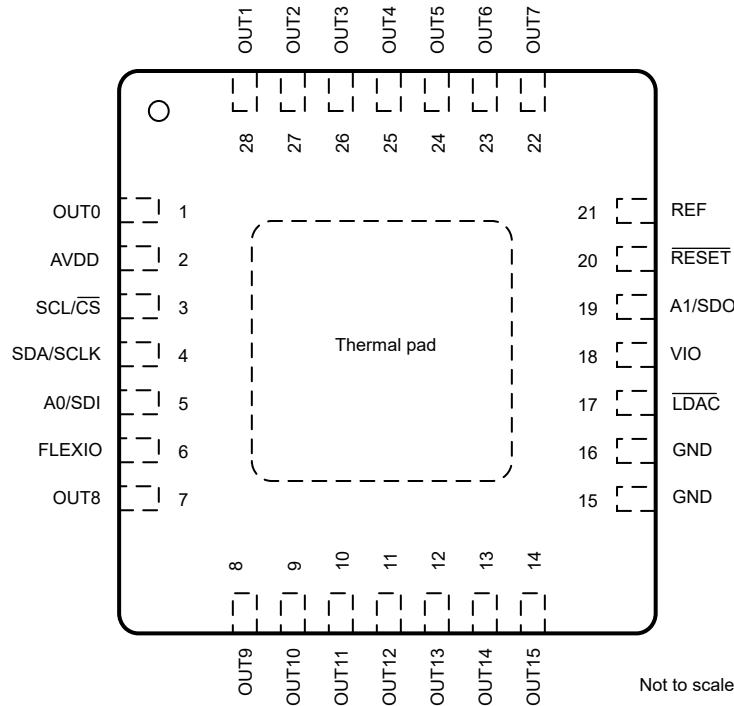 OUT1 OUT2 OUT3 OUT4 OUT5 OUT6 OUT7
28 27 26 25 24 23 22
OUT0 1 21 REF
AVDD 2 20 R̅E̅S̅E̅T̅
SCL/C̅S̅ 3 19 A1/SDO
SDA/SCLK 4 Thermal pad 18 VIO
A0/SDI 5 17 L̅D̅A̅C̅
FLEXIO 6 16 GND
OUT8 7 15 GND
8 9 10 11 12 13 14
OUT9 OUT10 OUT11 OUT12 OUT13 OUT14 OUT15
Not to scale